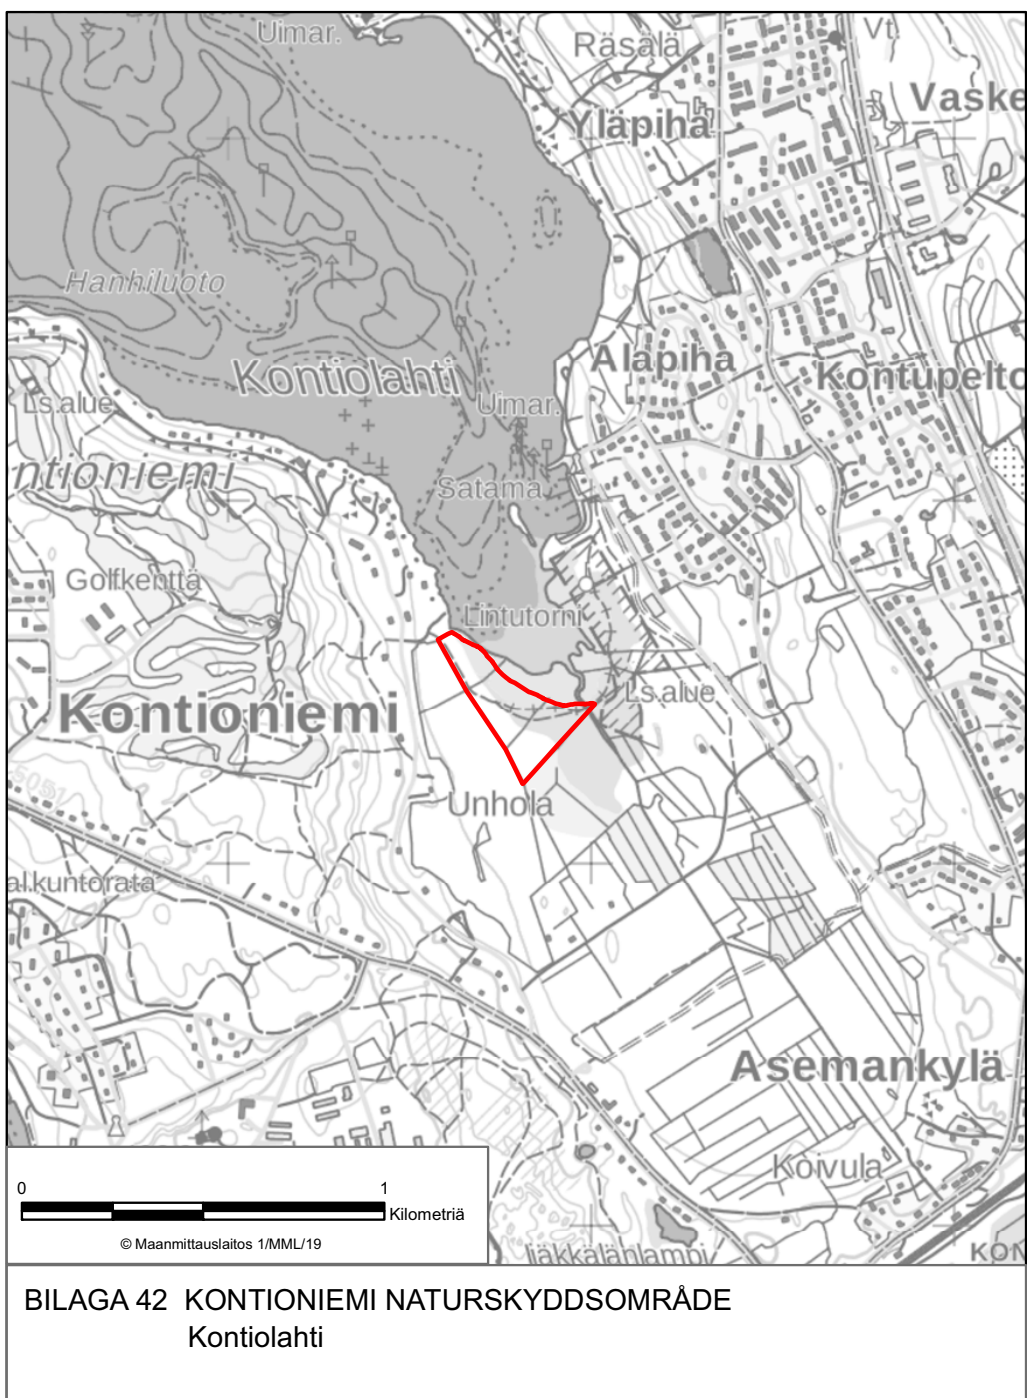 Uimar.
Räsälä
Vt.
Vaske
Yläpiha
Hanhiluoto
Kontiolahti
Alapiha
Kontupelto
Ls.alue
Uimar.
ntioniemi
Satama
Golfkenttä
Lintutorni
Ls.alue
Kontioniemi
505
Unhola
al.kuntorata
Asemankylä
Koivula
KON
0 1
Kilometriä
© Maanmittauslaitos 1/MML/19
BILAGA 42 KONTIONIEMI NATURSKYDDSOMRÅDE
Kontiolahti